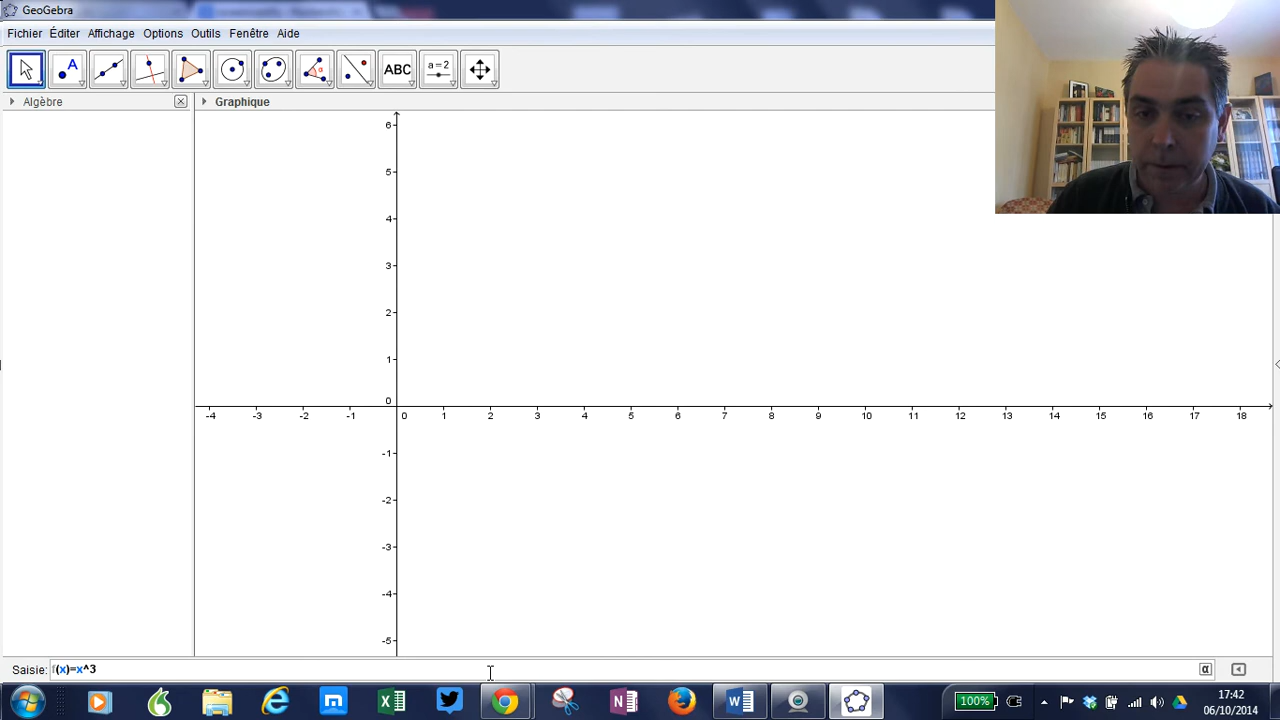 GeoGebra
Fichier Éditer Affichage Options Outils Fenêtre Aide
A
α
ABC
a=2
Algèbre
Graphique
6
5
4
3
2
1
0
-4 -3 -2 -1 0 1 2 3 4 5 6 7 8 9 10 11 12 13 14 15 16 17 18
-1
-2
-3
-4
-5
Saisie: f(x)=x^3 α
100% 17:42
06/10/2014